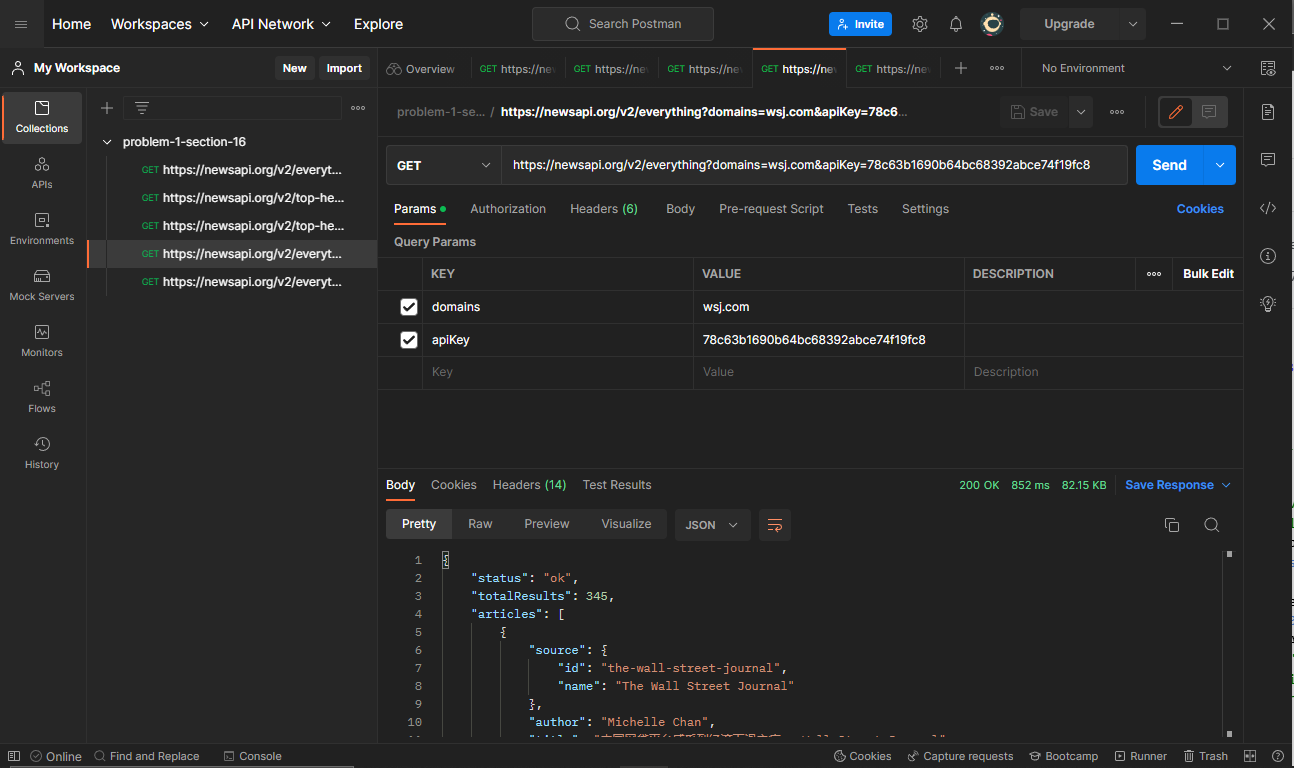 Home Workspaces API Network Explore Search Postman Invite Upgrade
My Workspace New Import Overview GET https://nev GET https://nev GET https://nev GET https://nev GET https://nev No Environment
problem-1-se... / https://newsapi.org/v2/everything?domains=wsj.com&apiKey=78c6... Save
Collections
problem-1-section-16
GET https://newsapi.org/v2/everyt...
GET https://newsapi.org/v2/top-he...
GET https://newsapi.org/v2/top-he...
GET https://newsapi.org/v2/everyt...
GET https://newsapi.org/v2/everyt...
APIs
Environments
Mock Servers
Monitors
Flows
History
GET https://newsapi.org/v2/everything?domains=wsj.com&apiKey=78c63b1690b64bc68392abce74f19fc8 Send
Params Authorization Headers (6) Body Pre-request Script Tests Settings Cookies
Query Params
KEY VALUE DESCRIPTION Bulk Edit
domains wsj.com
apiKey 78c63b1690b64bc68392abce74f19fc8
Key Value Description
Body Cookies Headers (14) Test Results 200 OK 852 ms 82.15 KB Save Response
Pretty Raw Preview Visualize JSON
1 {
2 "status": "ok",
3 "totalResults": 345,
4 "articles": [
5 {
6 "source": {
7 "id": "the-wall-street-journal",
8 "name": "The Wall Street Journal"
9 },
10 "author": "Michelle Chan",
Online Find and Replace Console Cookies Capture requests Bootcamp Runner Trash